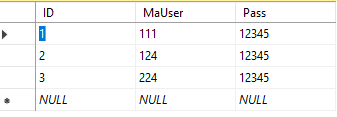 ID MaUser Pass
1 111 12345
2 124 12345
3 224 12345
NULL NULL NULL